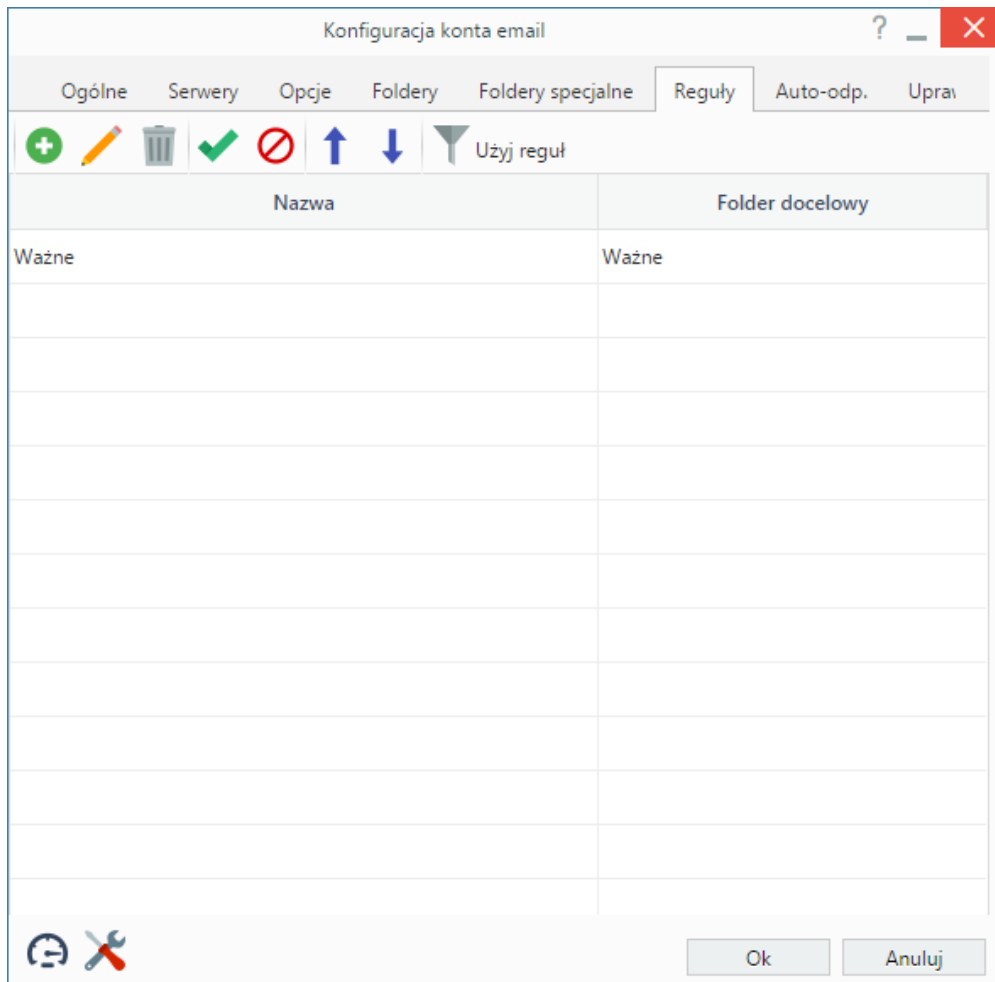 Konfiguracja konta email ?
Ogólne Serwery Opcje Foldery Foldery specjalne Reguły Auto-odp.
Użyj reguł
Nazwa Folder docelowy
Ważne Ważne
Ok Anuluj